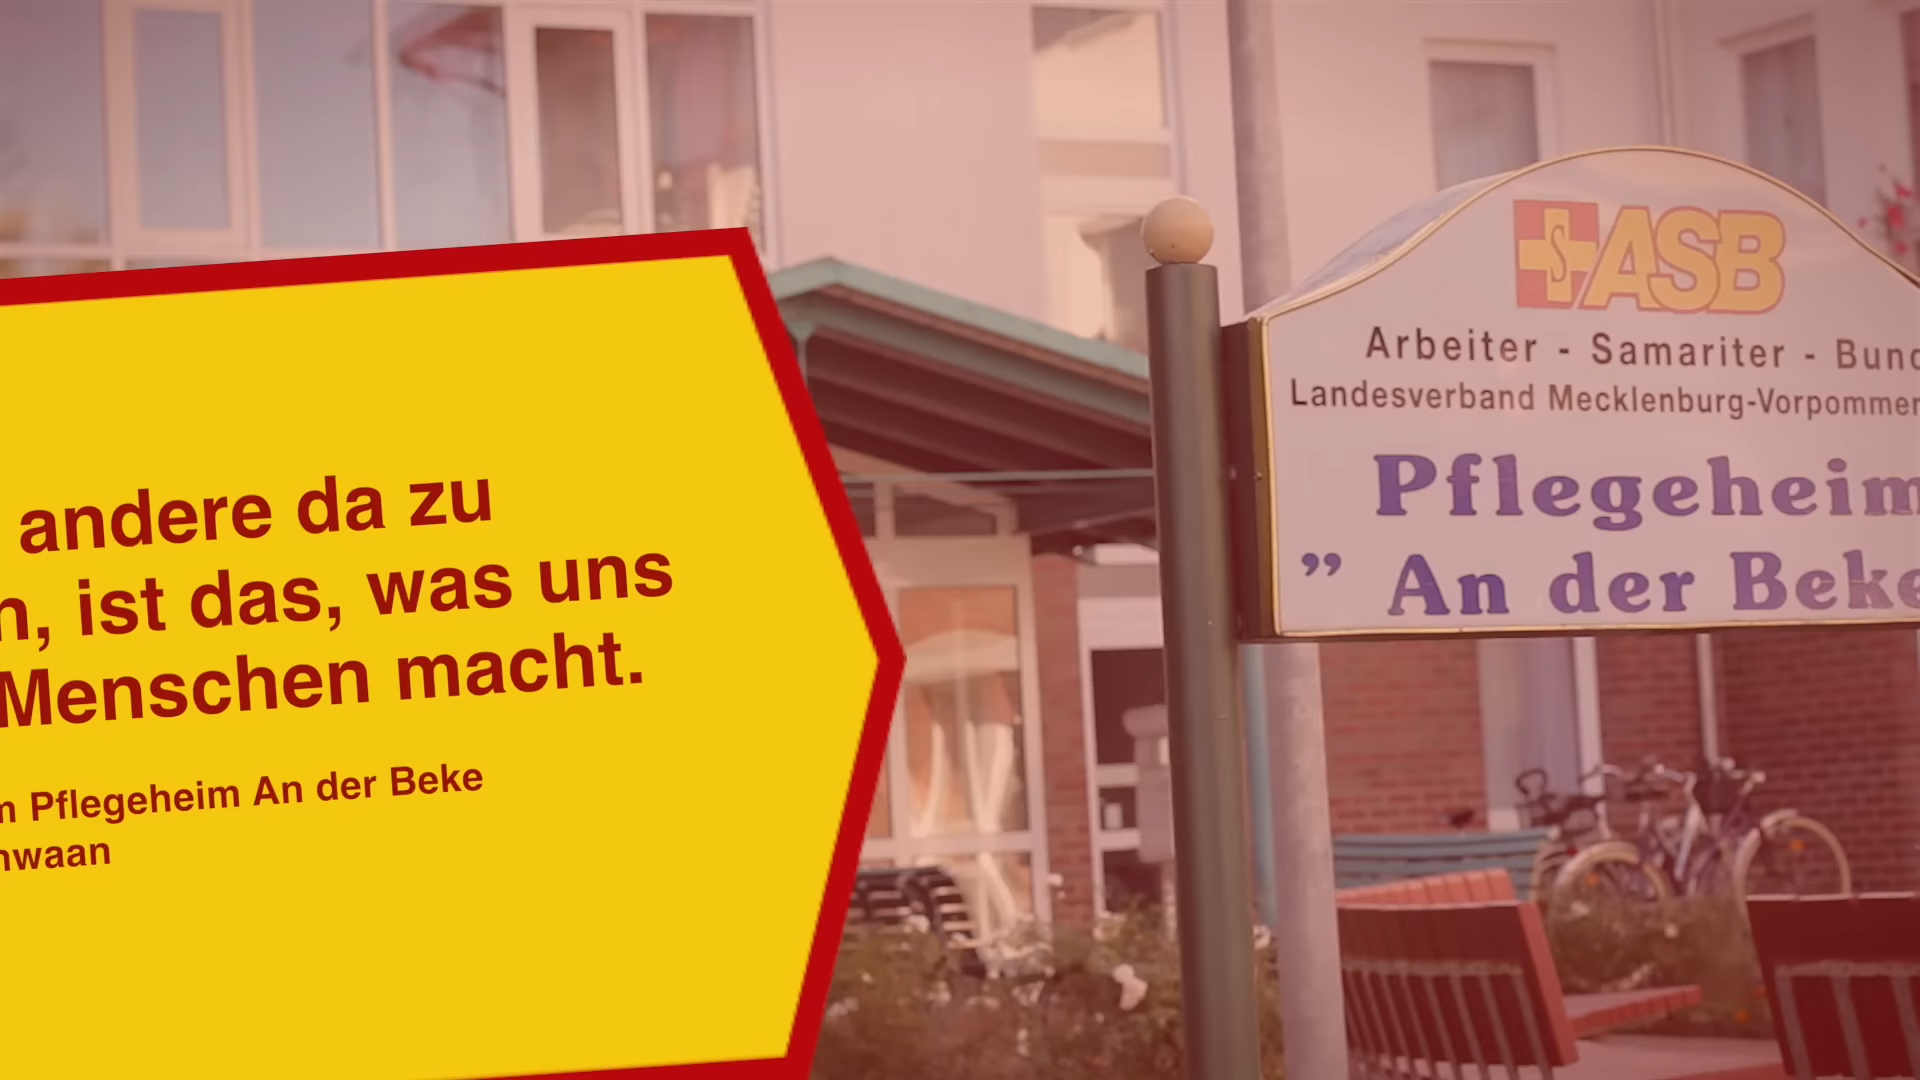 andere da zu
ist das, was uns
Menschen macht.
Pflegeheim An der Beke
S ASB
Arbeiter - Samariter - Bund
Landesverband Mecklenburg-Vorpommer
Pflegeheim
” An der Beke